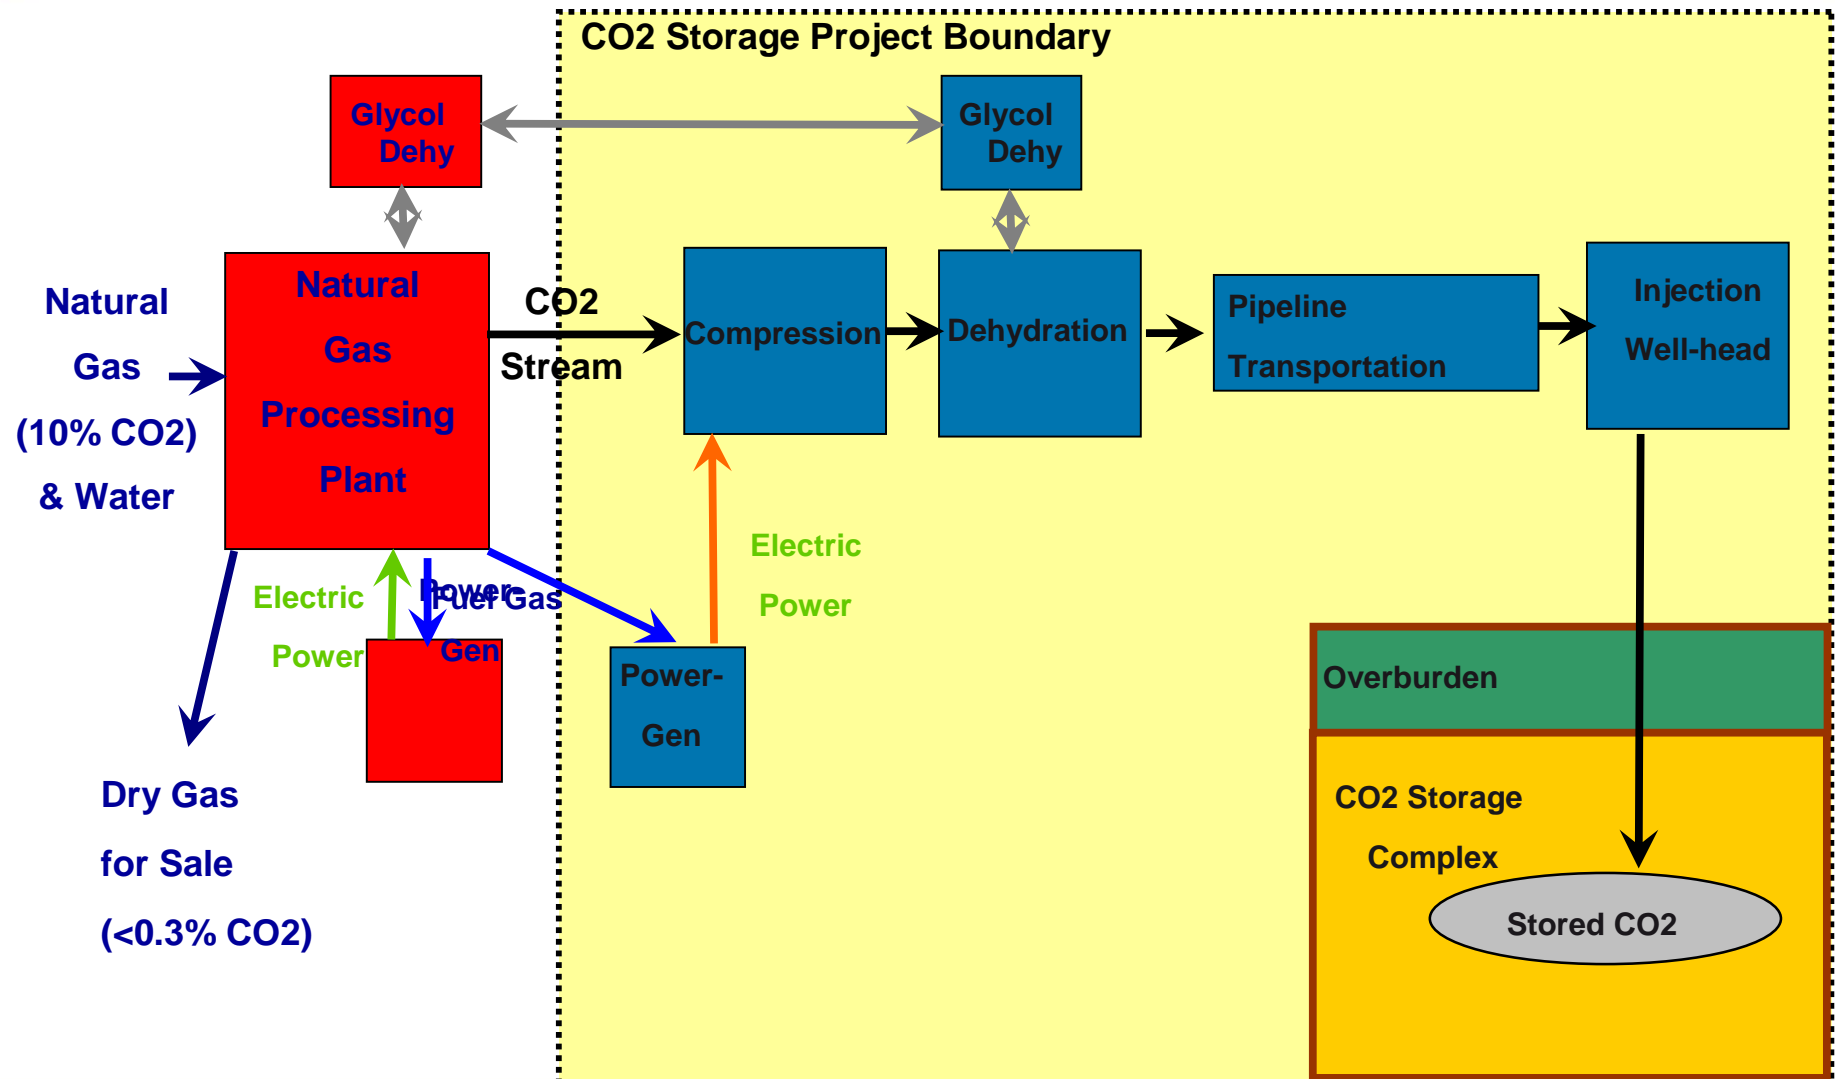 CO2 Storage Project Boundary
Glycol
Dehy
Glycol
Dehy
Natural
Gas
(10% CO2)
& Water
Natural
Gas
Processing
Plant
CO2
Stream
Compression
Dehydration
Pipeline
Transportation
Injection
Well-head
Electric
Power
Power-
Gen
Fuel Gas
Electric
Power
Power-
Gen
Dry Gas
for Sale
(<0.3% CO2)
Overburden
CO2 Storage
Complex
Stored CO2